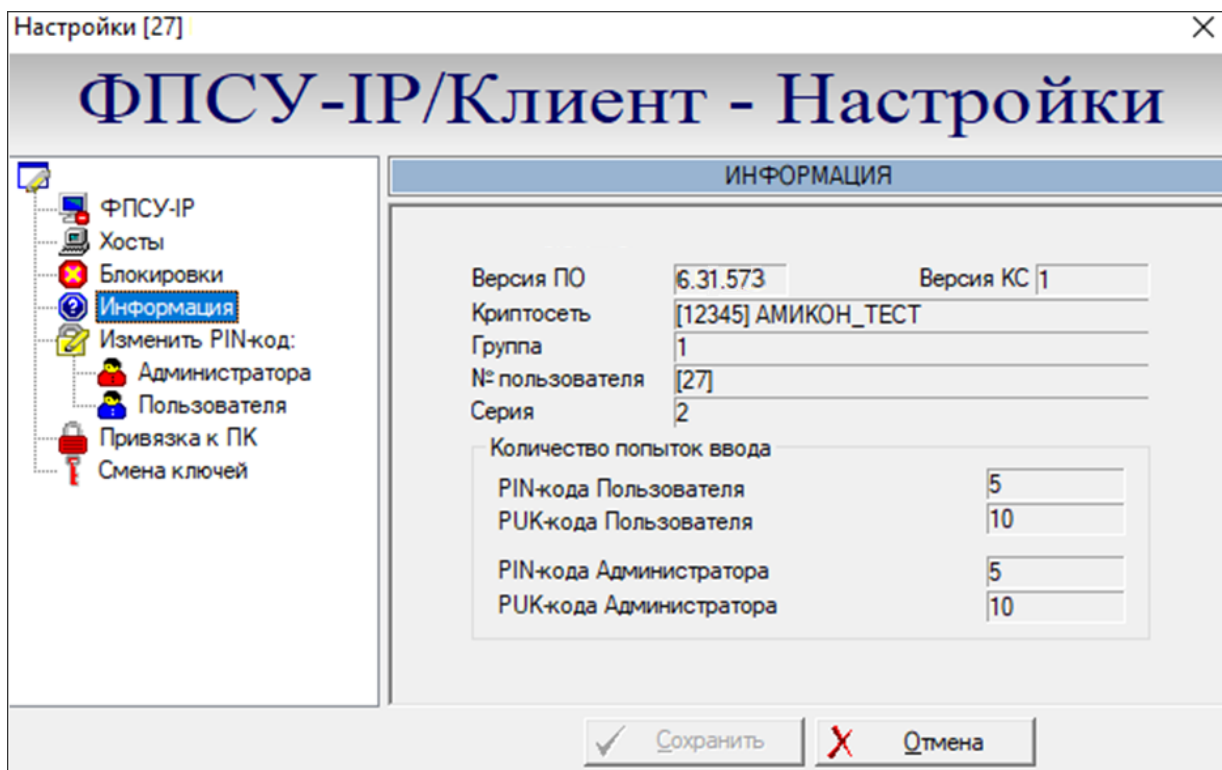 Настройки [27]
ФПСУ-IP/Клиент - Настройки
ФПСУ-IP
Хосты
Блокировки
Информация
Изменить PIN-код:
Администратора
Пользователя
Привязка к ПК
Смена ключей
ИНФОРМАЦИЯ
Версия ПО 6.31.573 Версия КС 1
Криптосеть [12345] АМИКОН_ТЕСТ
Группа 1
№ пользователя [27]
Серия 2
Количество попыток ввода
PIN-кода Пользователя 5
PUK-кода Пользователя 10
PIN-кода Администратора 5
PUK-кода Администратора 10
Сохранить Отмена